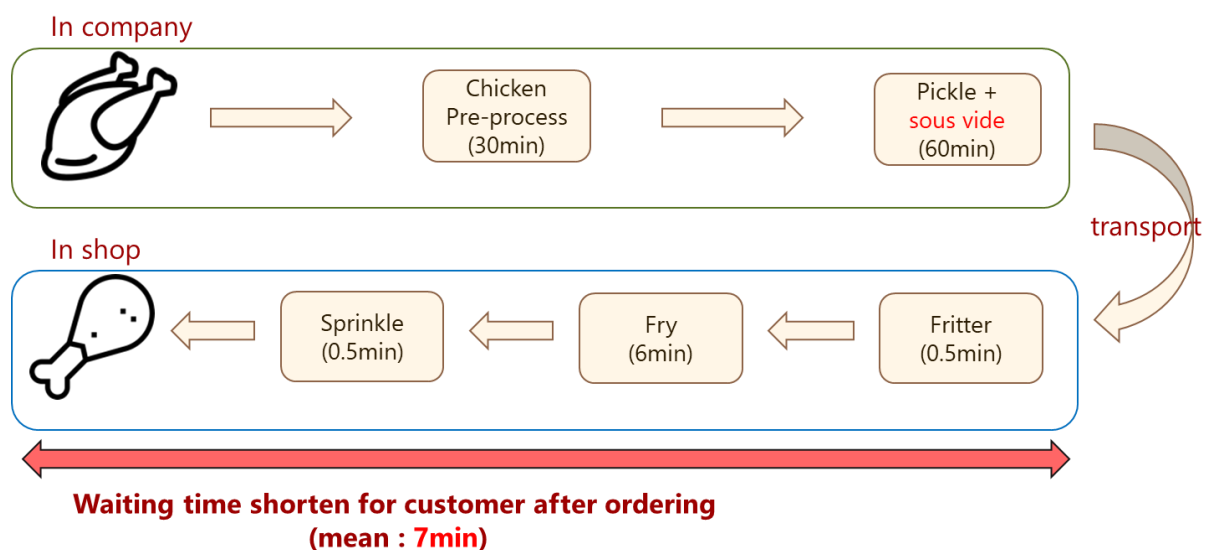 In company
Chicken
Pre-process
(30min)
Pickle +
sous vide
(60min)
transport
In shop
Sprinkle
(0.5min)
Fry
(6min)
Fritter
(0.5min)
Waiting time shorten for customer after ordering
(mean : 7min)